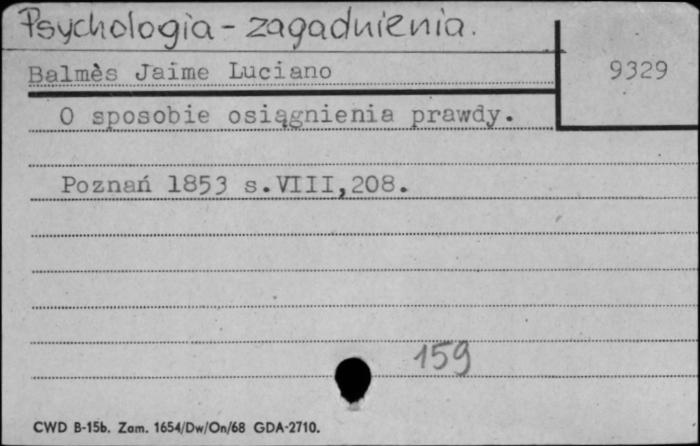 Psychologia - zagadnienia.
Balmès Jaime Luciano
9329
O sposobie osiągnienia prawdy.
Poznań 1853 s.VIII,208.
159
CWD B-15b. Zam. 1654/Dw/On/68 GDA-2710.